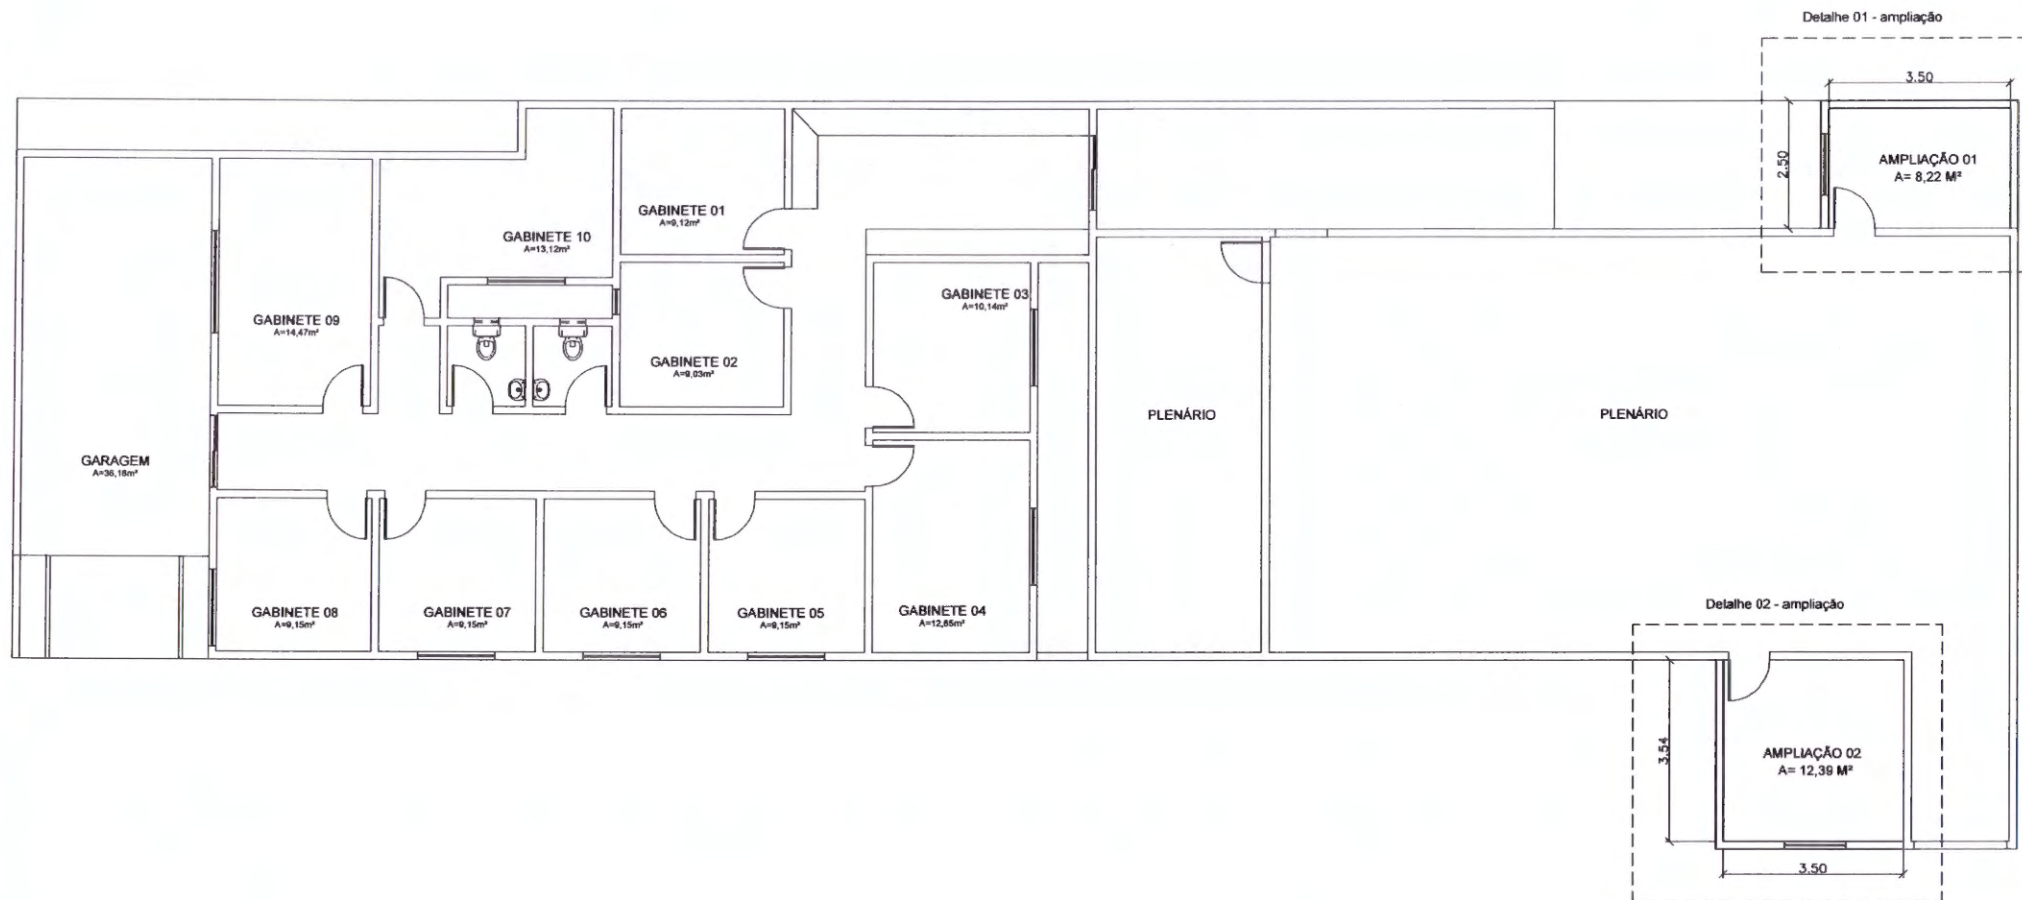 Detalhe 01 - ampliação
3.50
2.50
AMPLIAÇÃO 01
A= 8,22 M²
GABINETE 01
A=9,12m²
GABINETE 10
A=13,12m²
GABINETE 03
A=10,14m²
GABINETE 09
A=14,47m²
GABINETE 02
A=9,03m²
PLENÁRIO
PLENÁRIO
GARAGEM
A=36,18m²
GABINETE 08
A=9,15m²
GABINETE 07
A=9,15m²
GABINETE 06
A=9,15m²
GABINETE 05
A=9,15m²
GABINETE 04
A=12,65m²
Detalhe 02 - ampliação
3.54
AMPLIAÇÃO 02
A= 12,39 M²
3.50